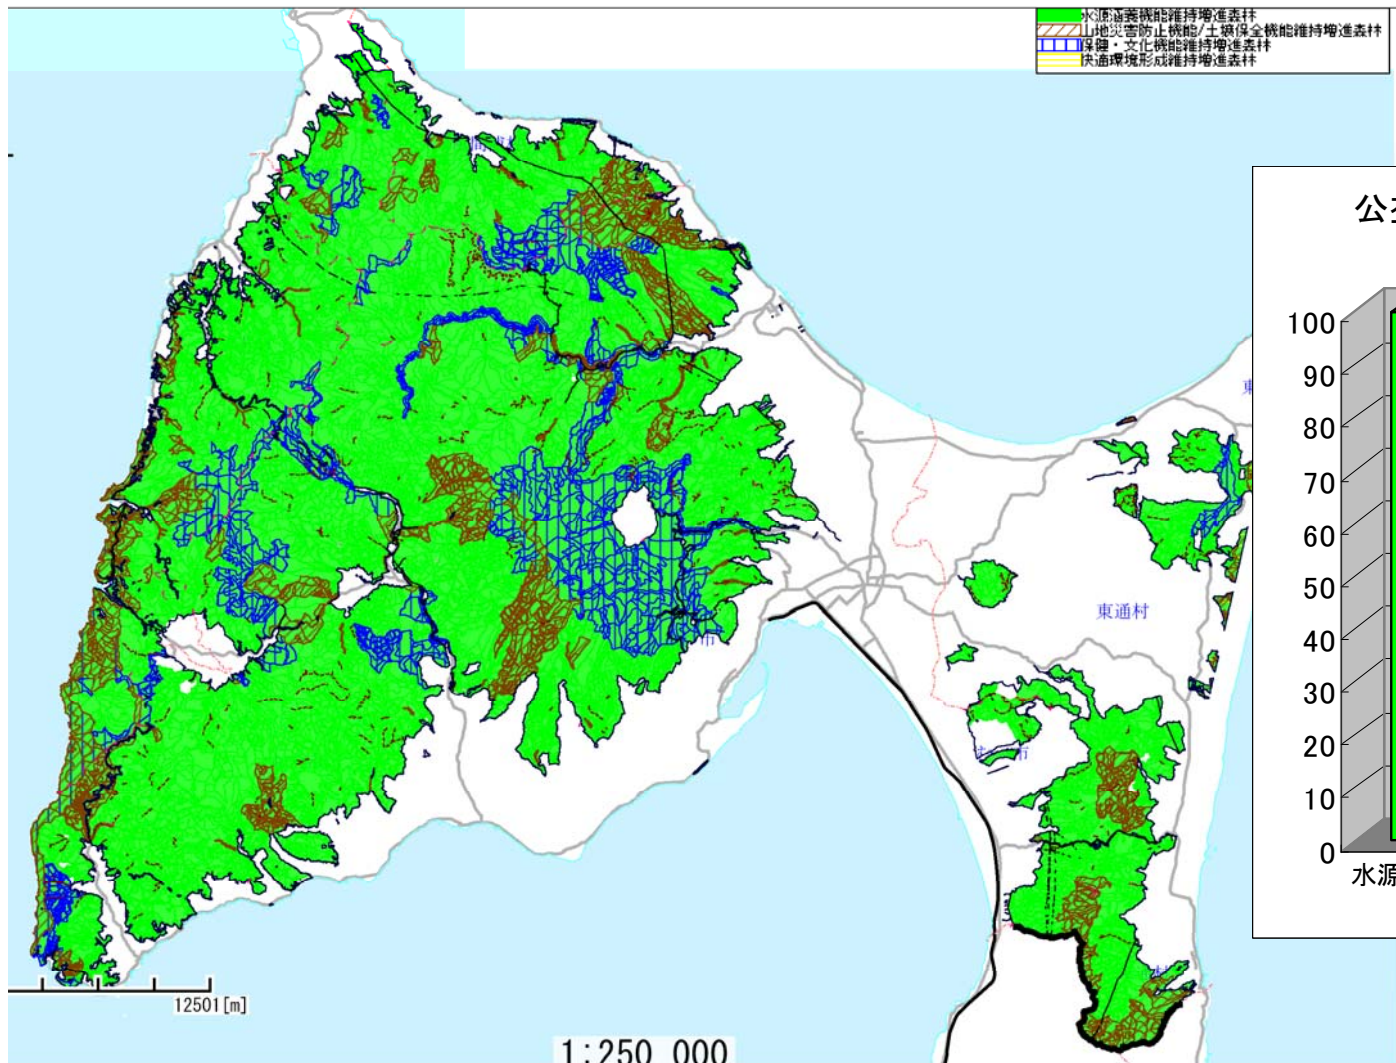 水源涵養機能維持増進森林
山地災害防止機能/土壌保全機能維持増進森林
保健・文化機能維持増進森林
快適環境形成維持増進森林
公
100
90
80
70
60
50
40
30
20
10
0
水源
東通村
市
市
村
12501[m]
1:250,000